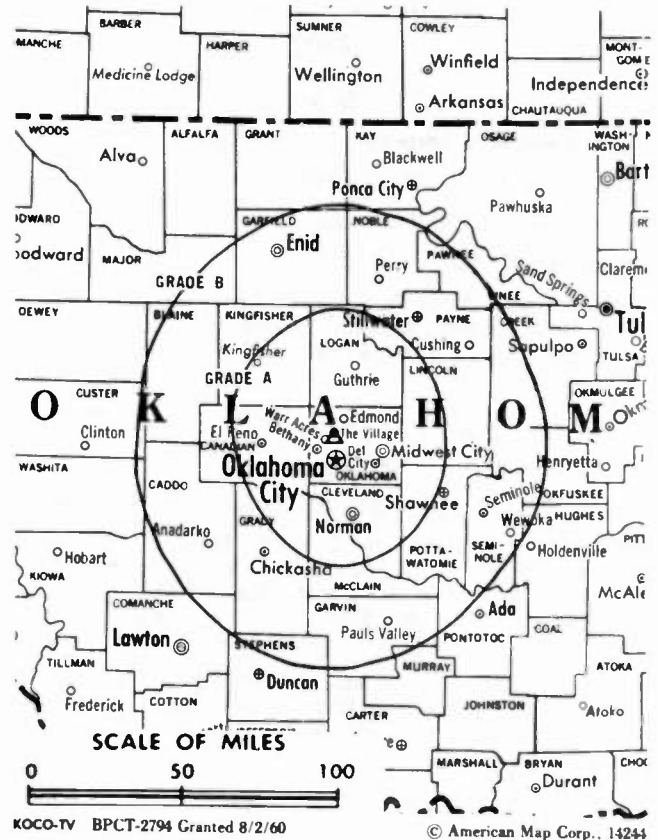 BARBER
SUMNER
COWLEY
MANCHE
HARPER
MONT-
GOME
Medicine Lodge
Wellington
Winfield
Independence
Arkansas
CHAUTAUQUA
WOODS
ALFALFA
GRANT
KAY
OSAGE
WASH-
INGTON
Alva
Blackwell
Ponca City
Bart
Pawhuska
DWARD
GARFIELD
NOBLE
RO
oodward
MAJOR
Enid
PAWNEE
Perry
Sand Springs
Clarem
GRADE B
DEWEY
BLAINE
KINGFISHER
Stillwater
PAYNE
CREEK
Tul
Kingfisher
LOGAN
Cushing
Sapulpo
TULSA
GRADE A
Guthrie
LINCOLN
OKMULGEE
O K L A H O M
CUSTER
Edmond
Okm
Clinton
El Reno
Warr Acres
The Village
Bethany
CANADIAN
Del
City
Midwest City
Henryetta
WASHITA
Oklahoma
City
OKLAHOMA
CADDO
CLEVELAND
Shawnee
Seminole
OKFUSKEE
Norman
Wewoka
HUGHES
Anadarko
GRADY
Hobart
Chickasha
POTTA-
WATOMIE
SEMI-
NOLE
Holdenville
PITT
KIOWA
McCLAIN
McAle
COMANCHE
GARVIN
Ada
Pauls Valley
PONTOTOC
COAL
Lawton
STEPHENS
TILLMAN
MURRAY
ATOKA
Duncan
Frederick
COTTON
JOHNSTON
Atoko
CARTER
SCALE OF MILES
MARSHALL
BRYAN
CHOC
0 50 100
Durant
KOCO-TV BPCT-2794 Granted 8/2/60
© American Map Corp., 14244